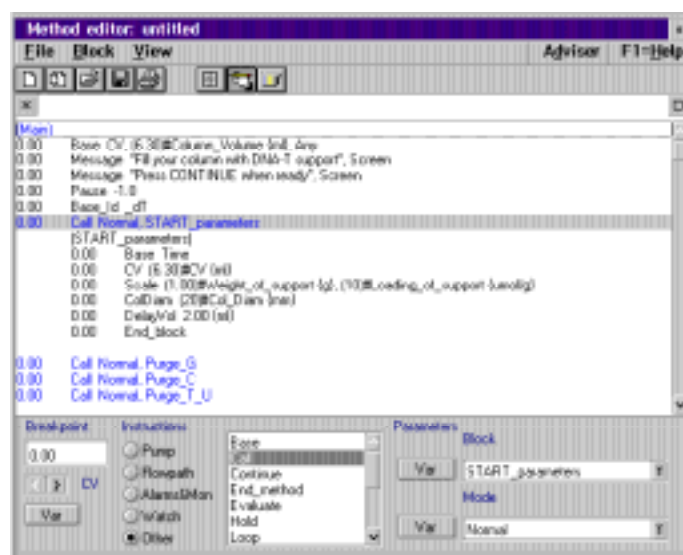 Method editor: untitled
File Block View Adviser F1=Help
(Main)
0.00 Base CV, (6.30)#Column_Volume {ml}, Any
0.00 Message "Fill your column with DNA-T support", Screen
0.00 Message "Press CONTINUE when ready", Screen
0.00 Pause -1.0
0.00 Base_Id _dT
0.00 Call Normal, START_parameters
(START_parameters)
0.00 Base Time
0.00 CV (6.30)#CV {ml}
0.00 Scale (1.00)#Weight_of_support {g}, (10)#Loading_of_support {umol/g}
0.00 ColDiam (20)#Col_Diam {mm}
0.00 DelayVol 2.00 {ml}
0.00 End_block
0.00 Call Normal, Purge_G
0.00 Call Normal, Purge_C
0.00 Call Normal, Purge_T_U
Breakpoint Instructions Parameters
0.00
CV
Var
Pump
Flowpath
Alarms&Mon
Watch
Other
Base
Call
Continue
End_method
Evaluate
Hold
Loop
Block
Var START_parameters
Mode
Var Normal